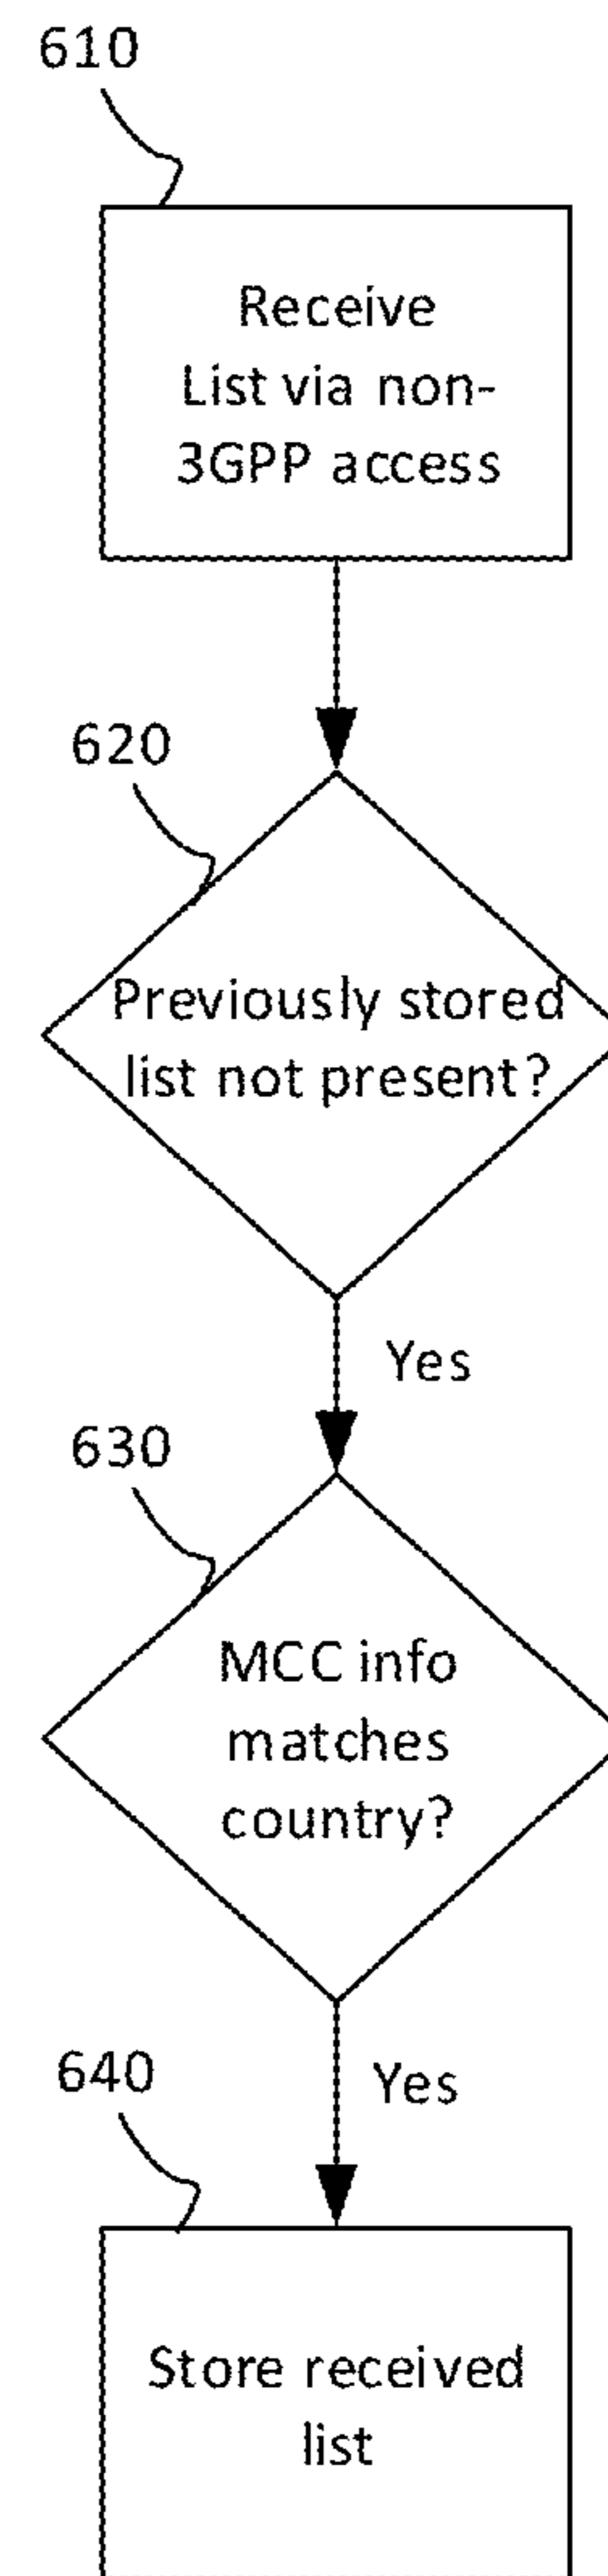 610
Receive
List via non-
3GPP access
620
Previously stored
list not present?
Yes
630
MCC info
matches
country?
640
Yes
Store received
list